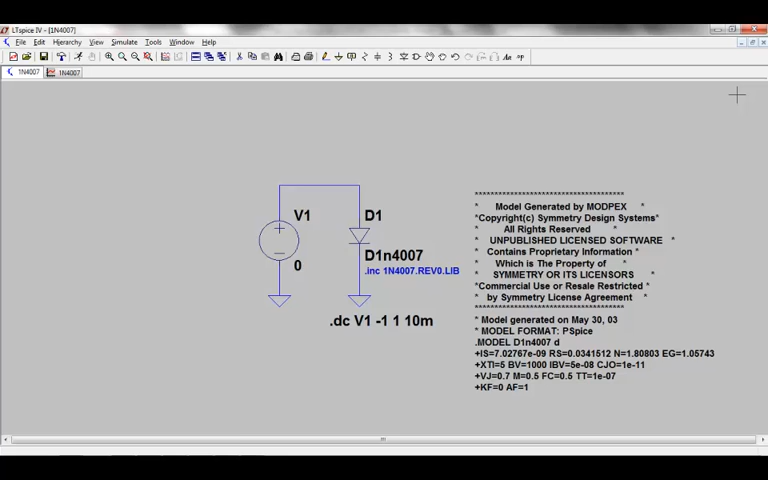 LTspice IV - [1N4007]
File Edit Hierarchy View Simulate Tools Window Help
1N4007 1N4007
V1
0
D1
D1n4007
.inc 1N4007.REV0.LIB
.dc V1 -1 1 10m
**************************************
* Model Generated by MODPEX *
*Copyright(c) Symmetry Design Systems*
* All Rights Reserved *
* UNPUBLISHED LICENSED SOFTWARE *
* Contains Proprietary Information *
* Which is The Property of *
* SYMMETRY OR ITS LICENSORS *
*Commercial Use or Resale Restricted *
* by Symmetry License Agreement *
**************************************
* Model generated on May 30, 03
* MODEL FORMAT: PSpice
.MODEL D1n4007 d
+IS=7.02767e-09 RS=0.0341512 N=1.80803 EG=1.05743
+XTI=5 BV=1000 IBV=5e-08 CJO=1e-11
+VJ=0.7 M=0.5 FC=0.5 TT=1e-07
+KF=0 AF=1